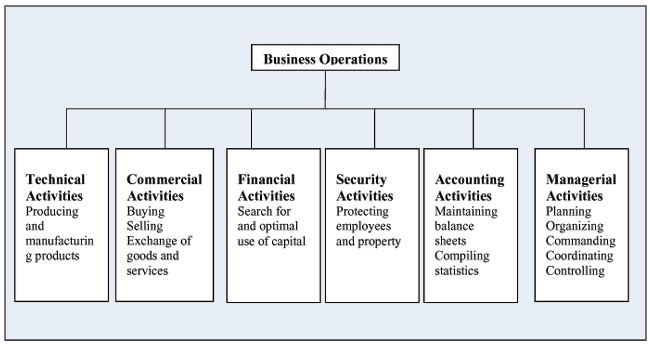 Business Operations
Technical
Activities
Producing
and
manufacturin
g products
Commercial
Activities
Buying
Selling
Exchange of
goods and
services
Financial
Activities
Search for
and optimal
use of capital
Security
Activities
Protecting
employees
and property
Accounting
Activities
Maintaining
balance
sheets
Compiling
statistics
Managerial
Activities
Planning
Organizing
Commanding
Coordinating
Controlling